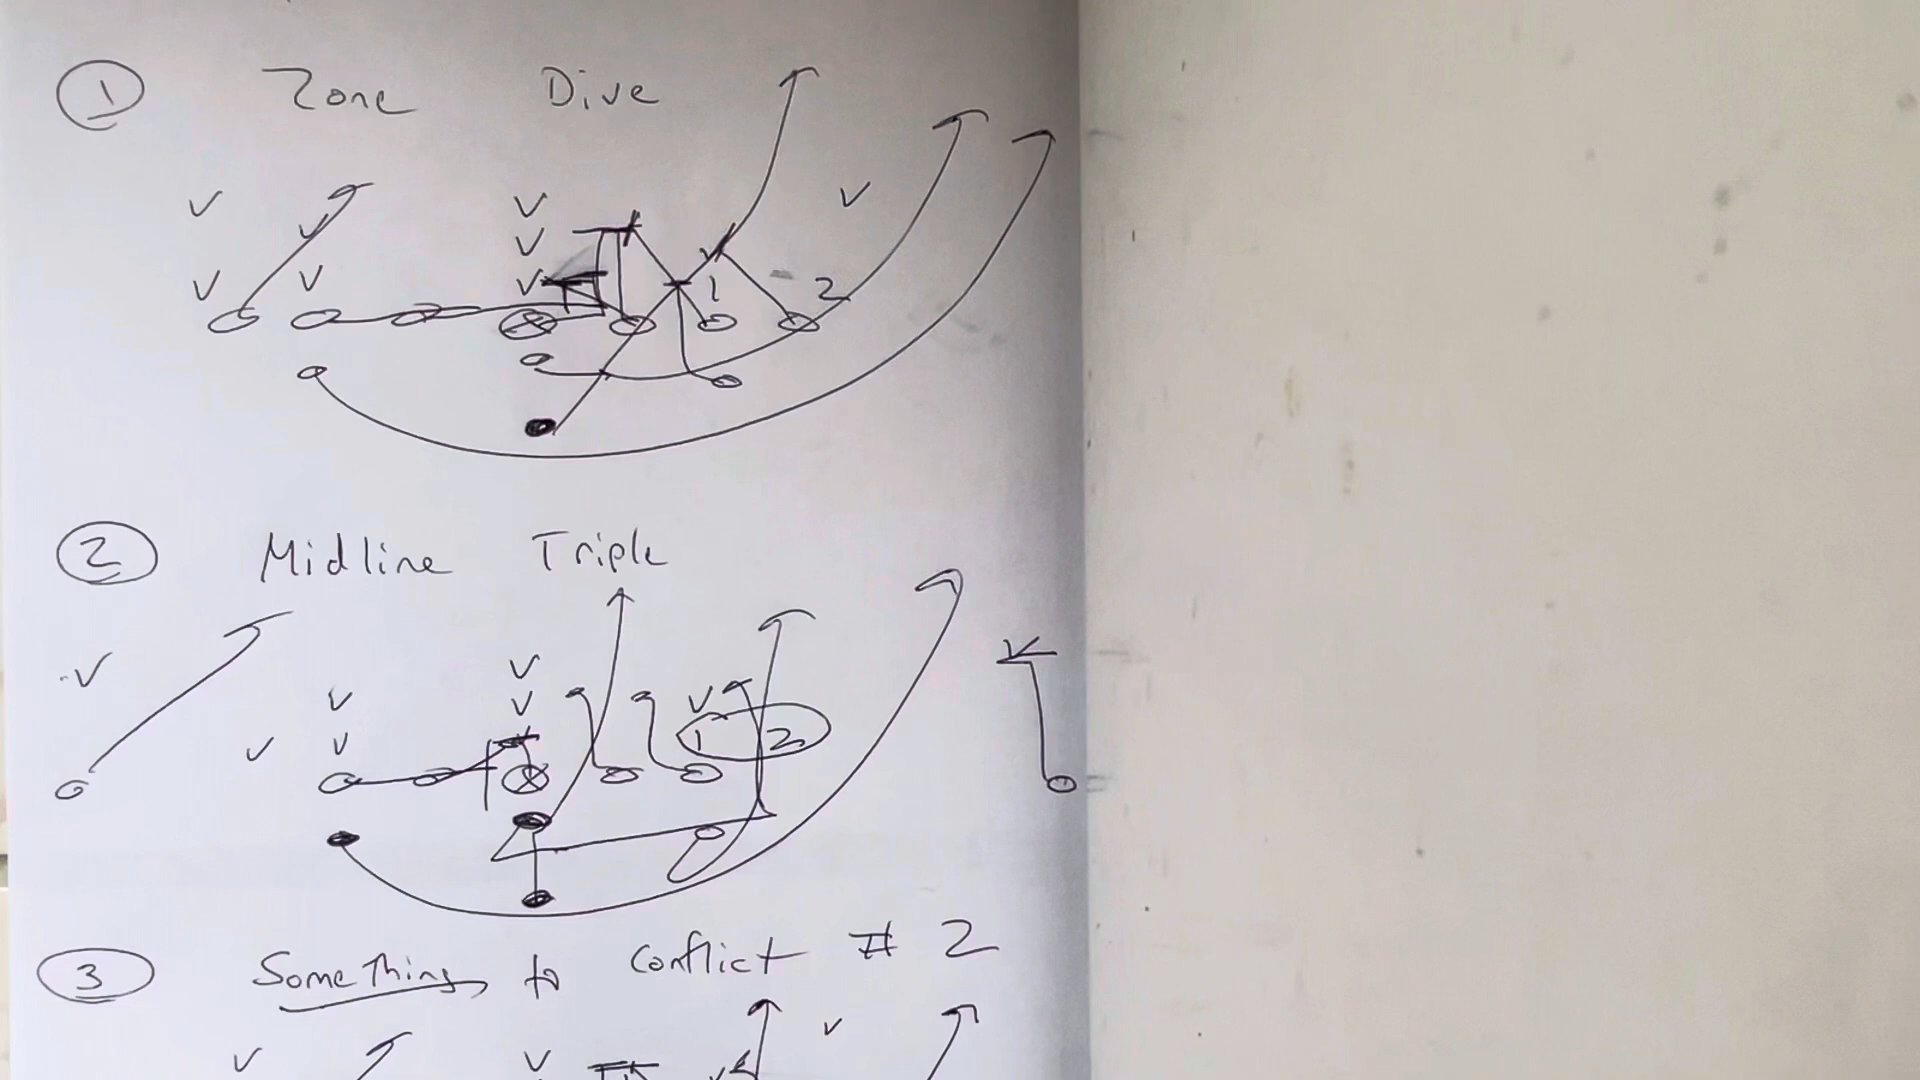 1 Zone Dive
1 2
2 Midline Triple
1 2
3 Something to Conflict # 2